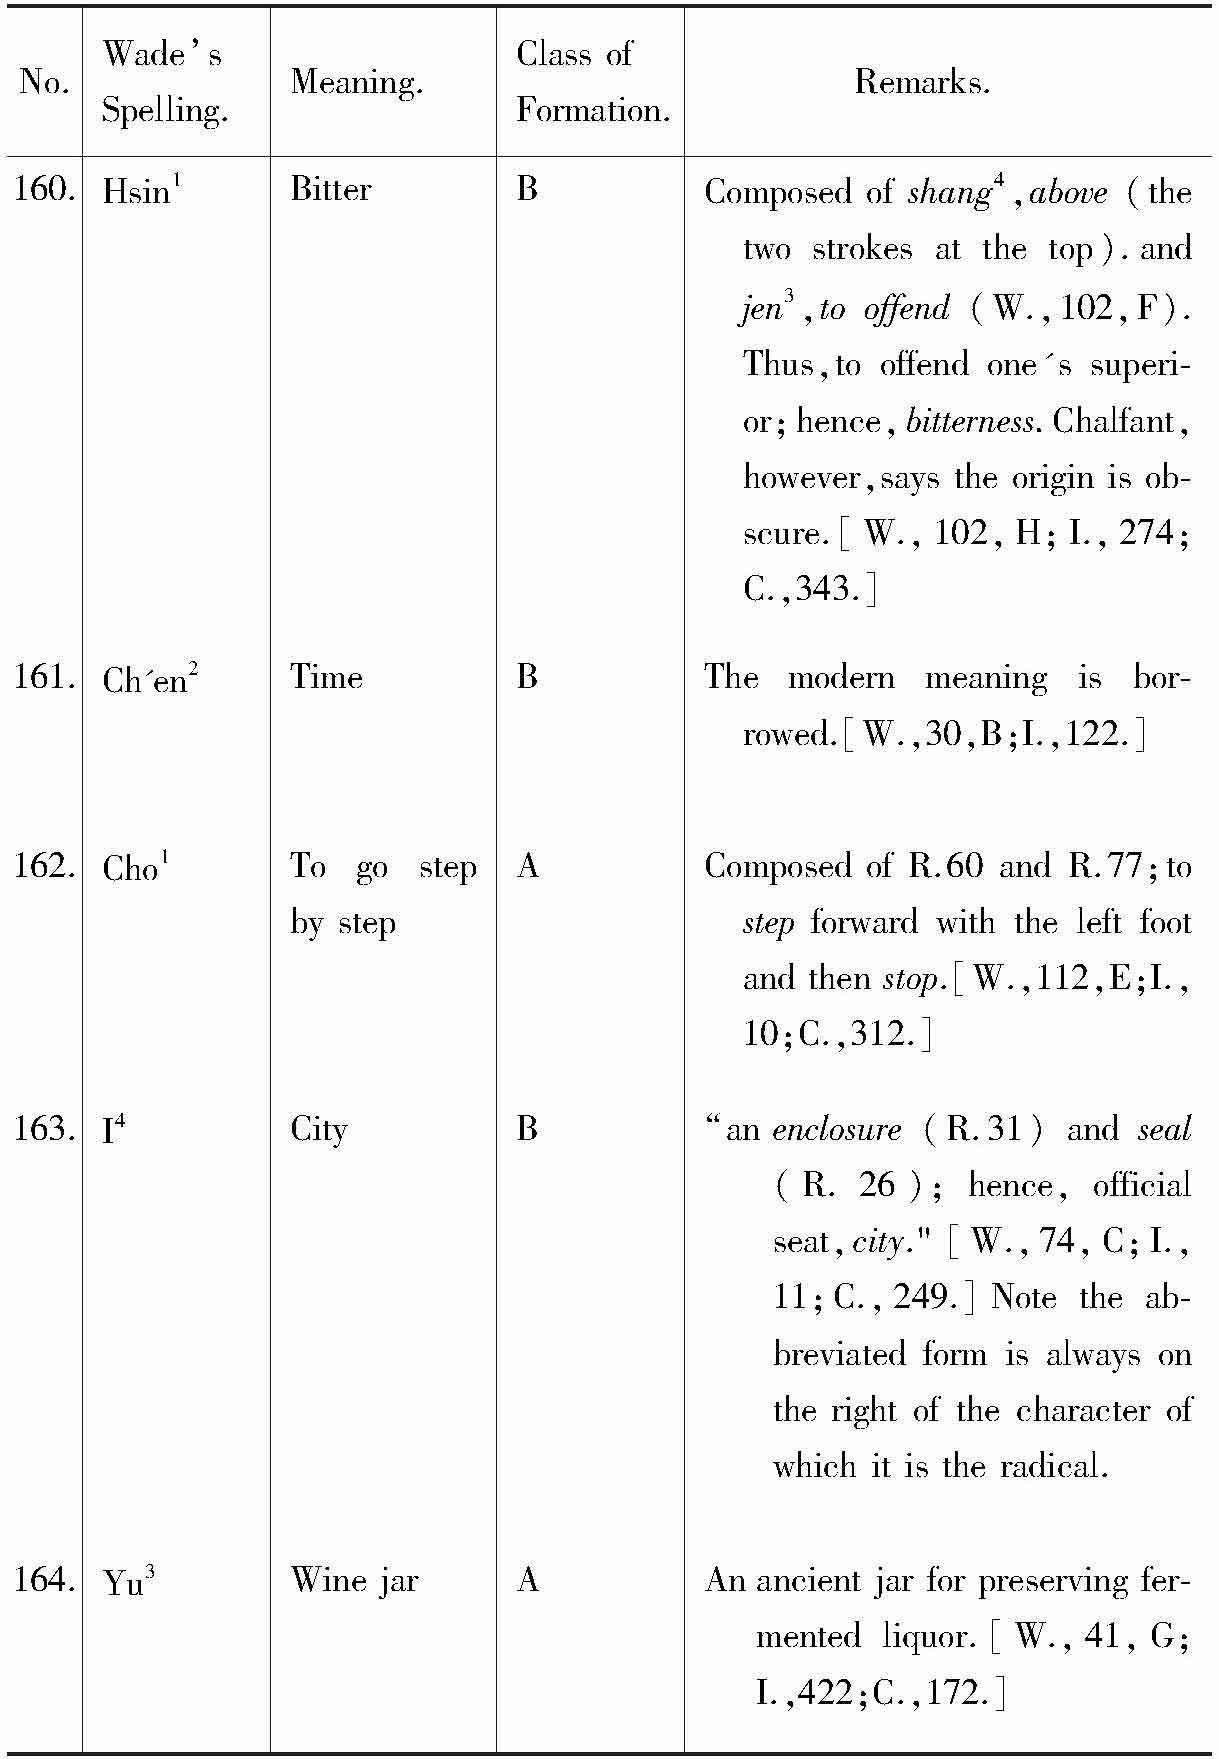 No. Wade's Spelling. Meaning. Class of Formation. Remarks.
160. Hsin¹ Bitter B Composed of shang⁴,above (the
two strokes at the top). and
jen³,to offend (W.,102,F).
Thus,to offend one´s superi-
or; hence, bitterness. Chalfant,
however,says the origin is ob-
scure.[ W., 102, H; I., 274;
C.,343.]
161. Ch´en² Time B The modern meaning is bor-
rowed.[ W.,30,B;I.,122.]
162. Cho¹ To go step A Composed of R.60 and R.77;to
by step step forward with the left foot
and then stop.[ W.,112,E;I.,
10;C.,312.]
163. I⁴ City B “an enclosure (R.31) and seal
(R. 26); hence, official
seat,city." [ W., 74, C; I.,
11; C., 249.] Note the ab-
breviated form is always on
the right of the character of
which it is the radical.
164. Yu³ Wine jar A An ancient jar for preserving fer-
mented liquor. [ W., 41, G;
I.,422;C.,172.]